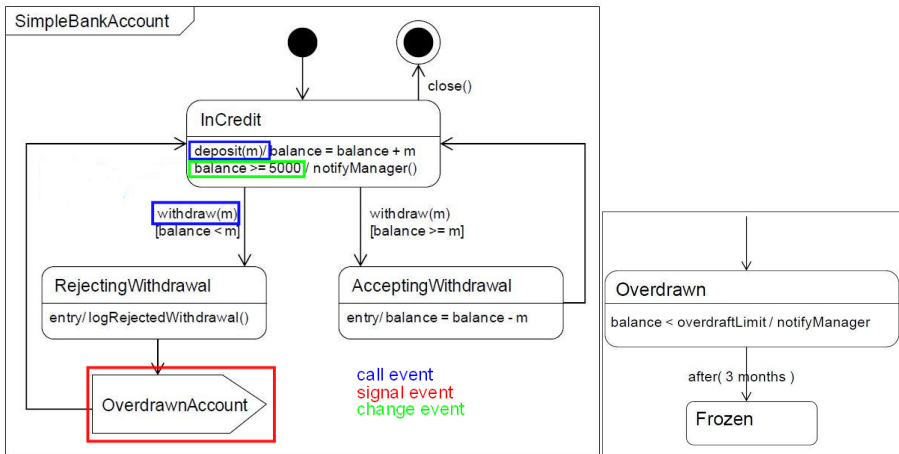 SimpleBankAccount
close()
InCredit
deposit(m)/ balance = balance + m
balance >= 5000 / notifyManager()
withdraw(m)
[balance < m]
withdraw(m)
[balance >= m]
RejectingWithdrawal
entry/ logRejectedWithdrawal()
AcceptingWithdrawal
entry/ balance = balance - m
OverdrawnAccount
call event
signal event
change event
Overdrawn
balance < overdraftLimit / notifyManager
after( 3 months )
Frozen